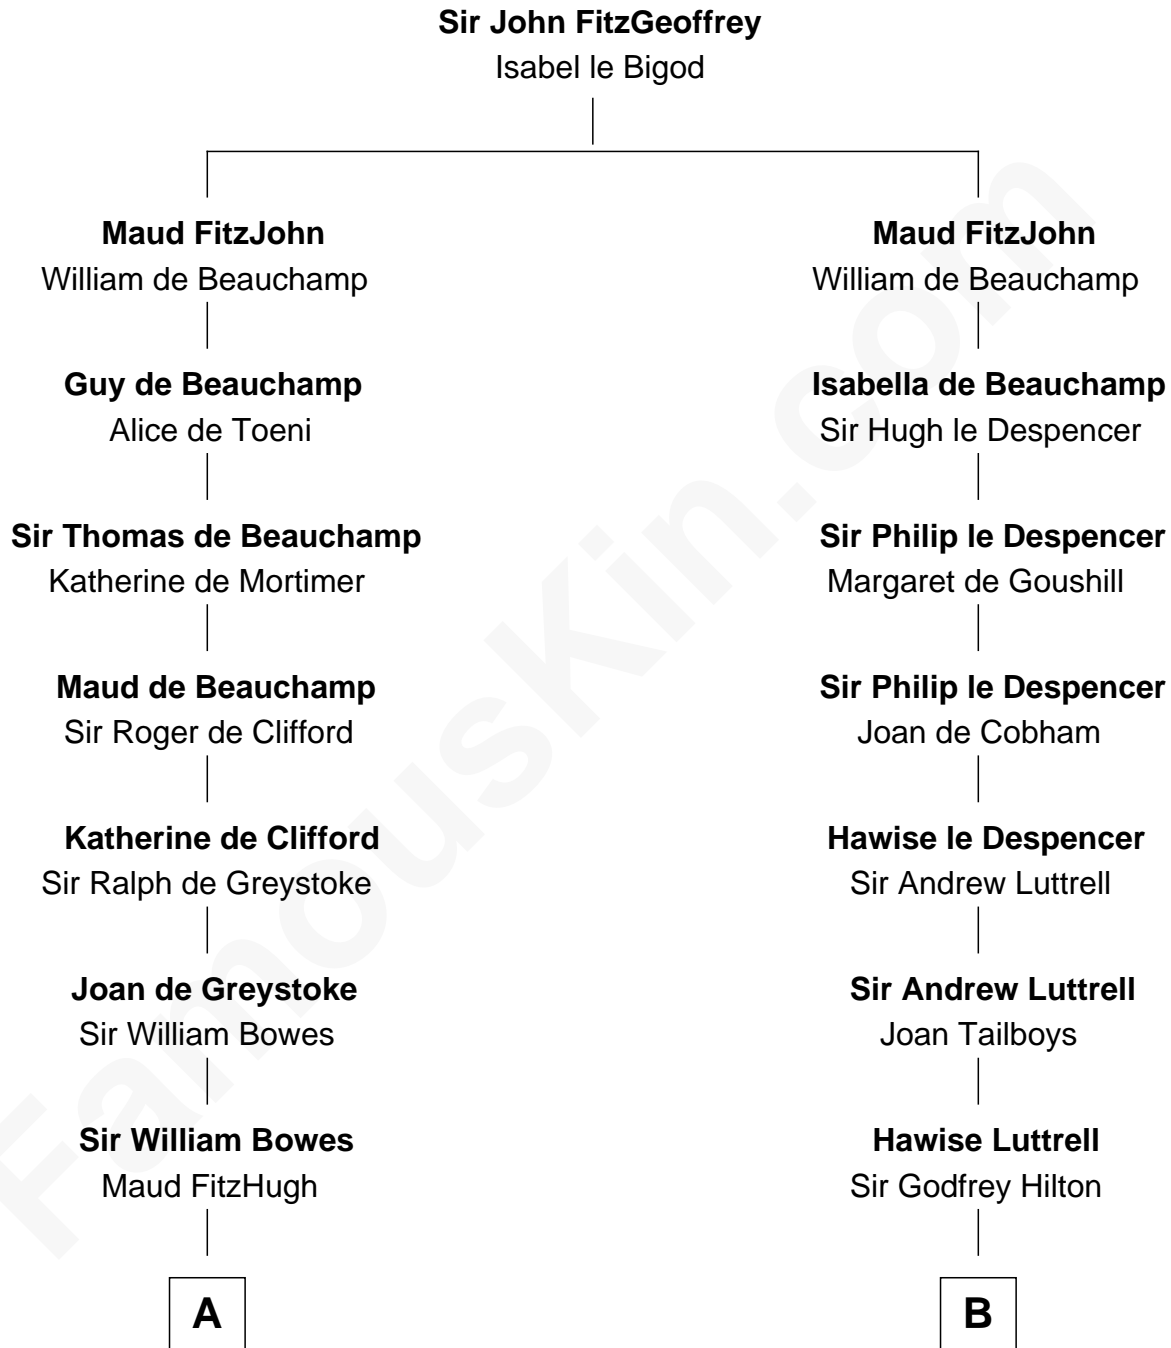 Sir John FitzGeoffrey
Isabel le Bigod
Maud FitzJohn
William de Beauchamp
Maud FitzJohn
William de Beauchamp
Guy de Beauchamp
Alice de Toeni
Isabella de Beauchamp
Sir Hugh le Despencer
Sir Thomas de Beauchamp
Katherine de Mortimer
Sir Philip le Despencer
Margaret de Goushill
Maud de Beauchamp
Sir Roger de Clifford
Sir Philip le Despencer
Joan de Cobham
Katherine de Clifford
Sir Ralph de Greystoke
Hawise le Despencer
Sir Andrew Luttrell
Joan de Greystoke
Sir William Bowes
Sir Andrew Luttrell
Joan Tailboys
Sir William Bowes
Maud FitzHugh
Hawise Luttrell
Sir Godfrey Hilton
A
B
FamousKin.com